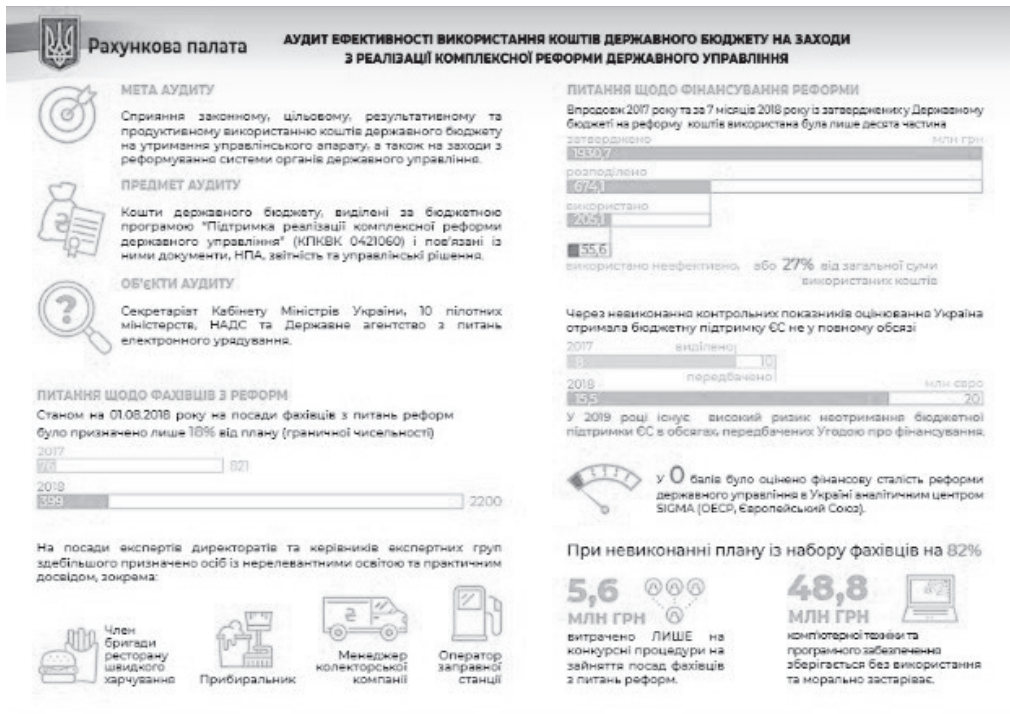 Рахункова палата
АУДИТ ЕФЕКТИВНОСТІ ВИКОРИСТАННЯ КОШТІВ ДЕРЖАВНОГО БЮДЖЕТУ НА ЗАХОДИ
З РЕАЛІЗАЦІЇ КОМПЛЕКСНОЇ РЕФОРМИ ДЕРЖАВНОГО УПРАВЛІННЯ
МЕТА АУДИТУ
Сприяння законному, цільовому, результативному та
продуктивному використанню коштів державного бюджету
на утримання управлінського апарату, а також на заходи з
реформування системи органів державного управління.
ПРЕДМЕТ АУДИТУ
Кошти державного бюджету, виділені за бюджетною
програмою "Підтримка реалізації комплексної реформи
державного управління" (КПКВК 0421060) і пов'язані із
ними документи, НПА, звітність та управлінські рішення.
ОБ'ЄКТИ АУДИТУ
Секретаріат Кабінету Міністрів України, 10 пілотних
міністерств, НАДС та Державне агентство з питань
електронного урядування.
ПИТАННЯ ЩОДО ФАХІВЦІВ З РЕФОРМ
Станом на 01.08.2018 року на посади фахівців з питань реформ
було призначено лише 18% від плану (граничної чисельності)
2017
76 821
2018
399 2200
На посади експертів директоратів та керівників експертних груп
здебільшого призначено осіб із нерелевантними освітою та практичним
досвідом, зокрема:
Член
бригади
ресторану
швидкого
харчування
Прибиральник
Менеджер
колекторської
компанії
Оператор
заправної
станції
ПИТАННЯ ЩОДО ФІНАНСУВАННЯ РЕФОРМИ
Впродовж 2017 року та за 7 місяців 2018 року із затверджених у Державному
бюджеті на реформу коштів використана була лише десята частина
затверджено млн грн
1930,7
розподілено
674,1
використано
205,1
55,6
використано неефективно, або 27% від загальної суми
використаних коштів
Через невиконання контрольних показників оцінювання Україна
отримала бюджетну підтримку ЄС не у повному обсязі
2017 виділено
8 10
передбачено
2018 млн євро
15,5 20
У 2019 році існує високий ризик неотримання бюджетної
підтримки ЄС в обсягах, передбачених Угодою про фінансування.
У 0 балів було оцінено фінансову сталість реформи
державного управління в Україні аналітичним центром
SIGMA (ОЕСР, Європейський Союз).
При невиконанні плану із набору фахівців на 82%
5,6
МЛН ГРН
витрачено ЛИШЕ на
конкурсні процедури на
зайняття посад фахівців
з питань реформ.
48,8
МЛН ГРН
комп'ютерної техніки та
програмного забезпечення
зберігається без використання
та морально застаріває.